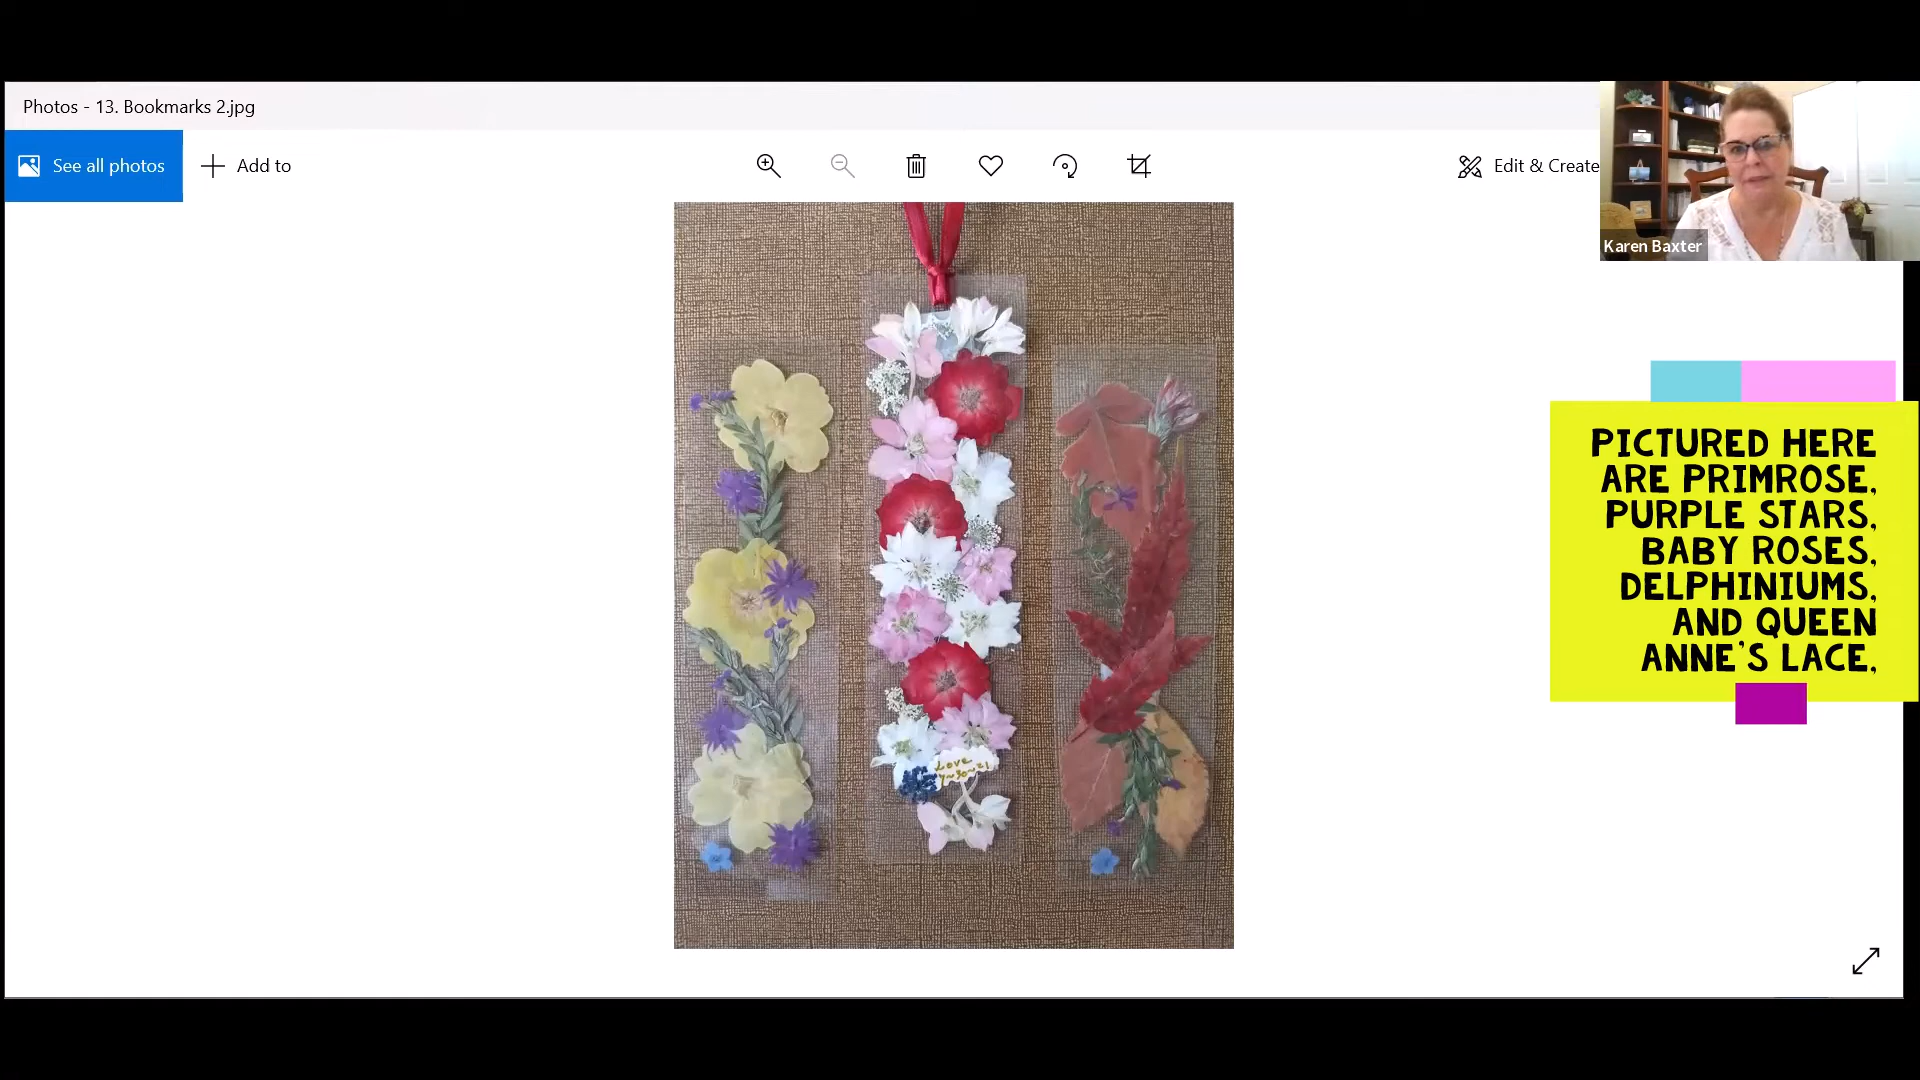 Photos - 13. Bookmarks 2.jpg
See all photos
Add to
Edit & Create
Karen Baxter
PICTURED HERE
ARE PRIMROSE,
PURPLE STARS,
BABY ROSES,
DELPHINIUMS,
AND QUEEN
ANNE'S LACE,
Love